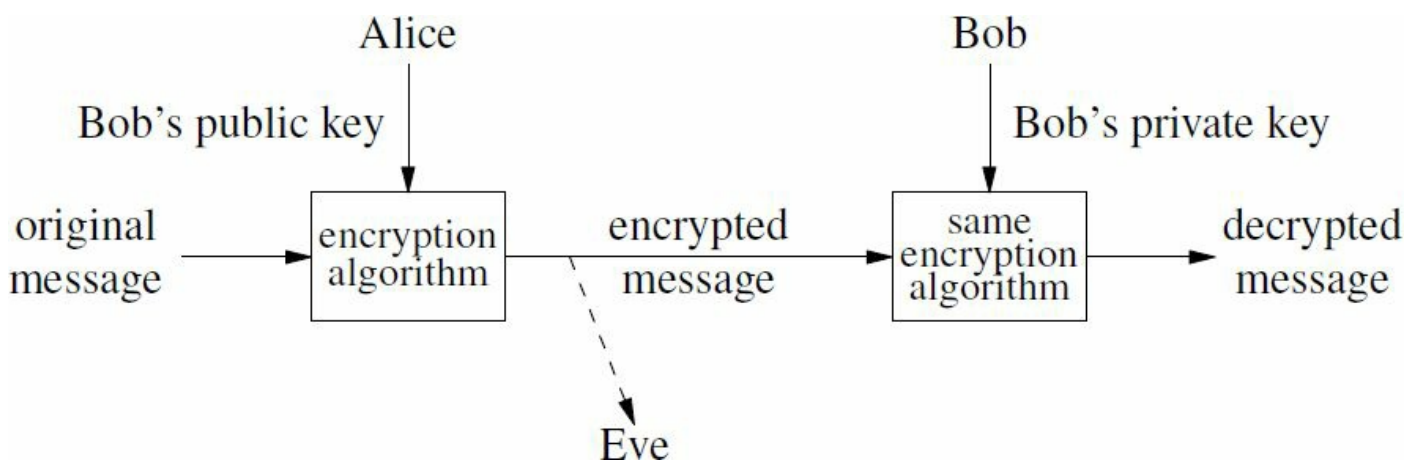 Alice
Bob
Bob's public key
Bob's private key
original
message
encryption
algorithm
encrypted
message
same
encryption
algorithm
decrypted
message
Eve